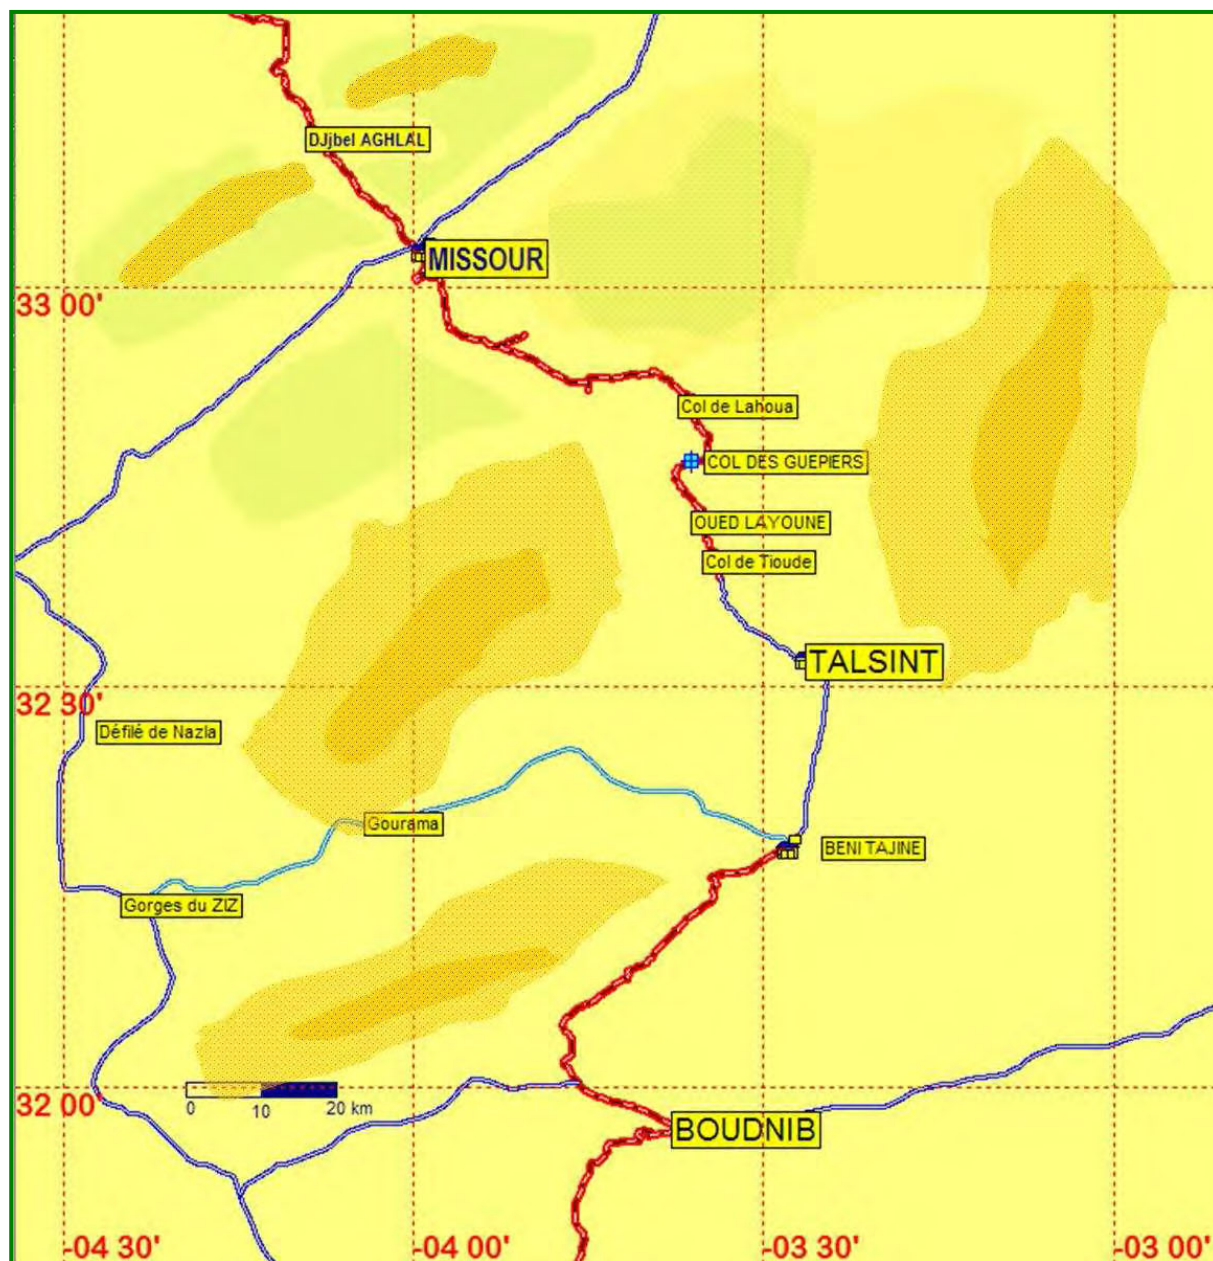 DJjbel AGHLAL
MISSOUR
33 00'
Col de Lahoua
COL DES GUEPIERS
OUED LAYOUNE
Col de Tioude
TALSINT
32 30'
Défilé de Nazla
Gourama
BENI TAJINE
Gorges du ZIZ
32 00'
0 10 20 km
BOUDNIB
-04 30' -04 00' -03 30' -03 00'